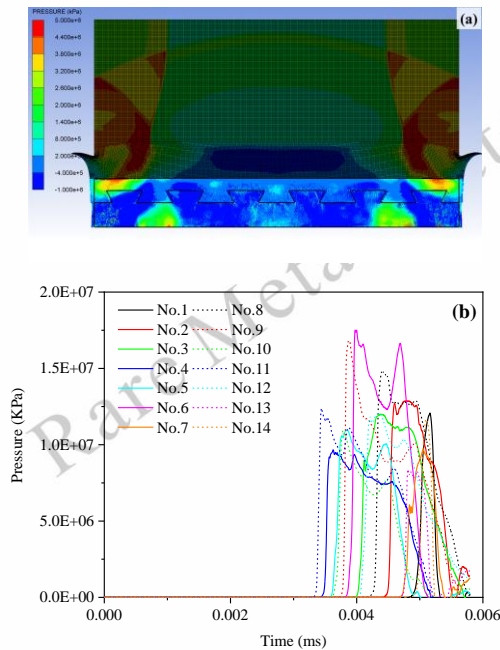 PRESSURE (kPa)
(a)
5.000e+6
4.400e+6
3.800e+6
3.200e+6
2.600e+6
2.000e+6
1.400e+6
8.000e+5
2.000e+5
-4.000e+5
-1.000e+6
(b)
2.0E+07
1.5E+07
1.0E+07
5.0E+06
0.0E+00
Pressure (KPa)
No.1 No.8
No.2 No.9
No.3 No.10
No.4 No.11
No.5 No.12
No.6 No.13
No.7 No.14
0.000 0.002 0.004 0.006
Time (ms)
Rare Meta